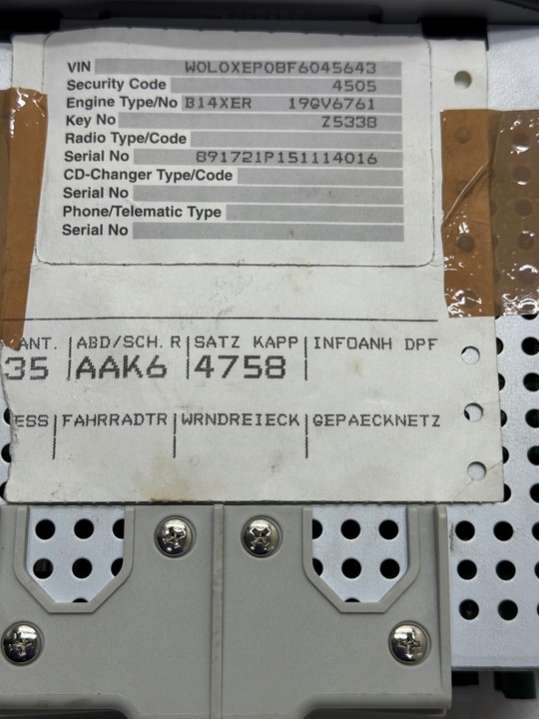 VIN W0L0XEP08F6045643
Security Code 4505
Engine Type/No B14XER 19QV6761
Key No Z5338
Radio Type/Code
Serial No 891721P151114016
CD-Changer Type/Code
Serial No
Phone/Telematic Type
Serial No
ANT. ABD/SCH. R SATZ KAPP INFOANH DPF
35 AAK6 4758
ESS FAHRRADTR WRNDREIECK GEPAECKNETZ